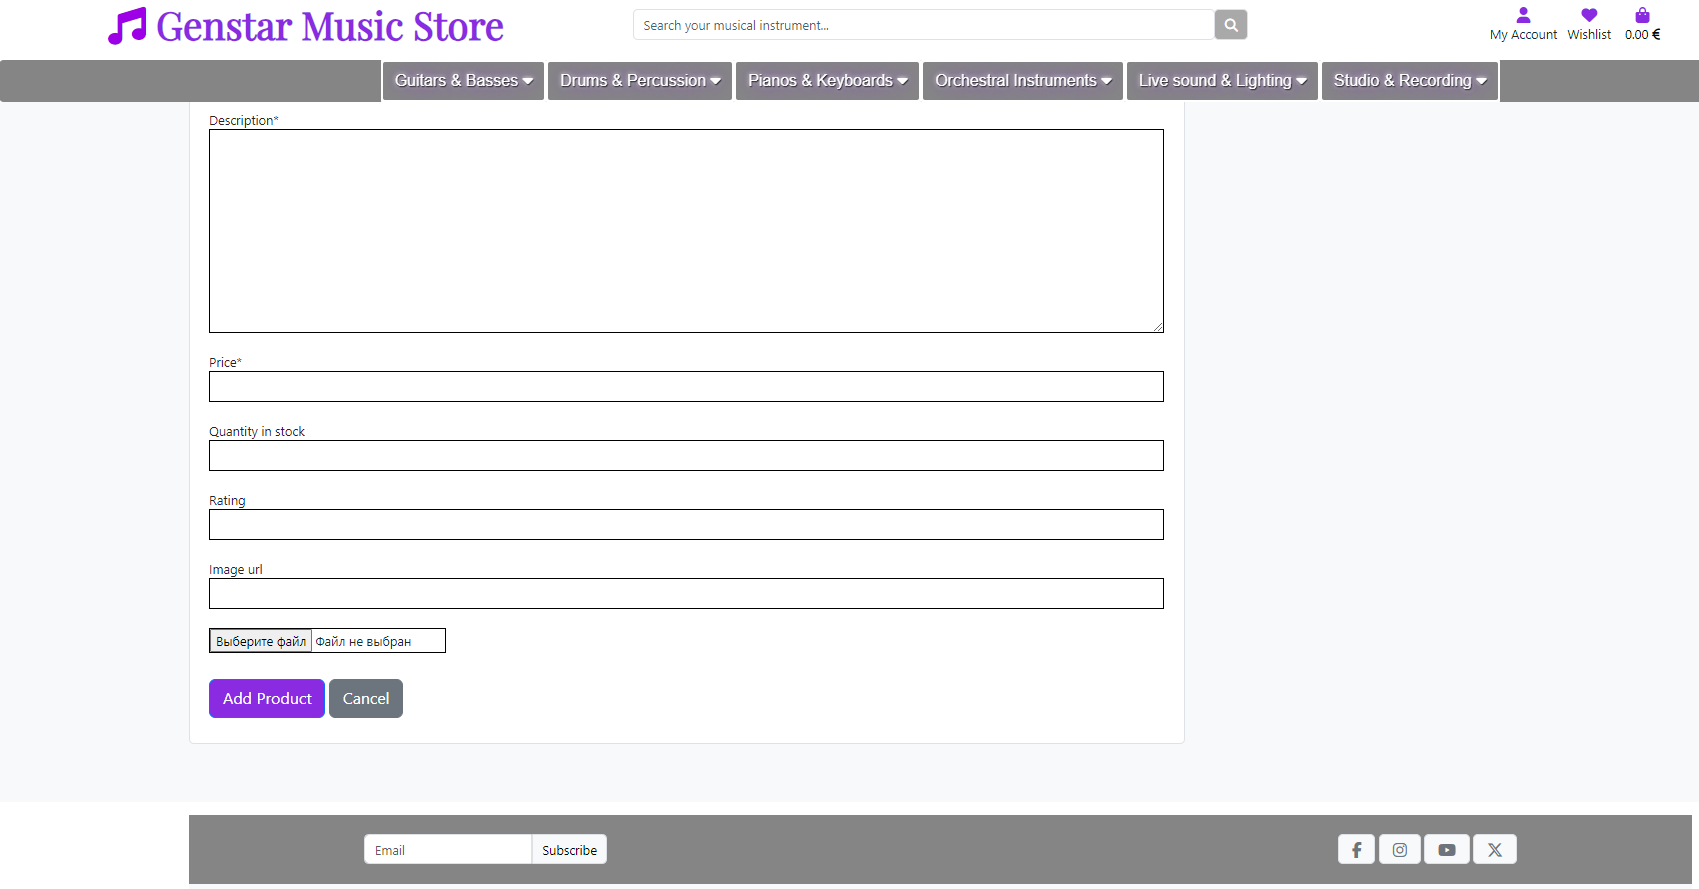 Genstar Music Store
Search your musical instrument...
My Account Wishlist 0.00 €
Guitars & Basses Drums & Percussion Pianos & Keyboards Orchestral Instruments Live sound & Lighting Studio & Recording
Description*
Price*
Quantity in stock
Rating
Image url
Выберите файл Файл не выбран
Add Product Cancel
Email Subscribe